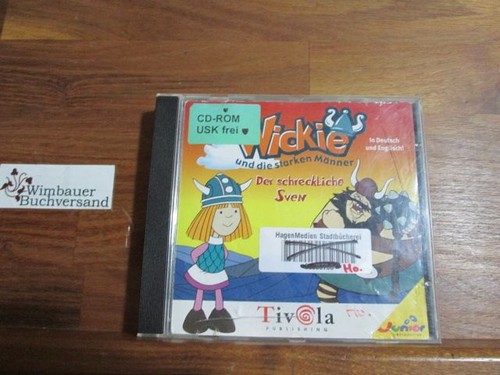 CD-ROM
USK frei
Wickie
und die starken Männer
In Deutsch
und Englisch!
Der schreckliche
Sven
Wimbauer
Buchversand
HagenMedien Stadtbücherei
Ho.
Tivola
PUBLISHING
Junior